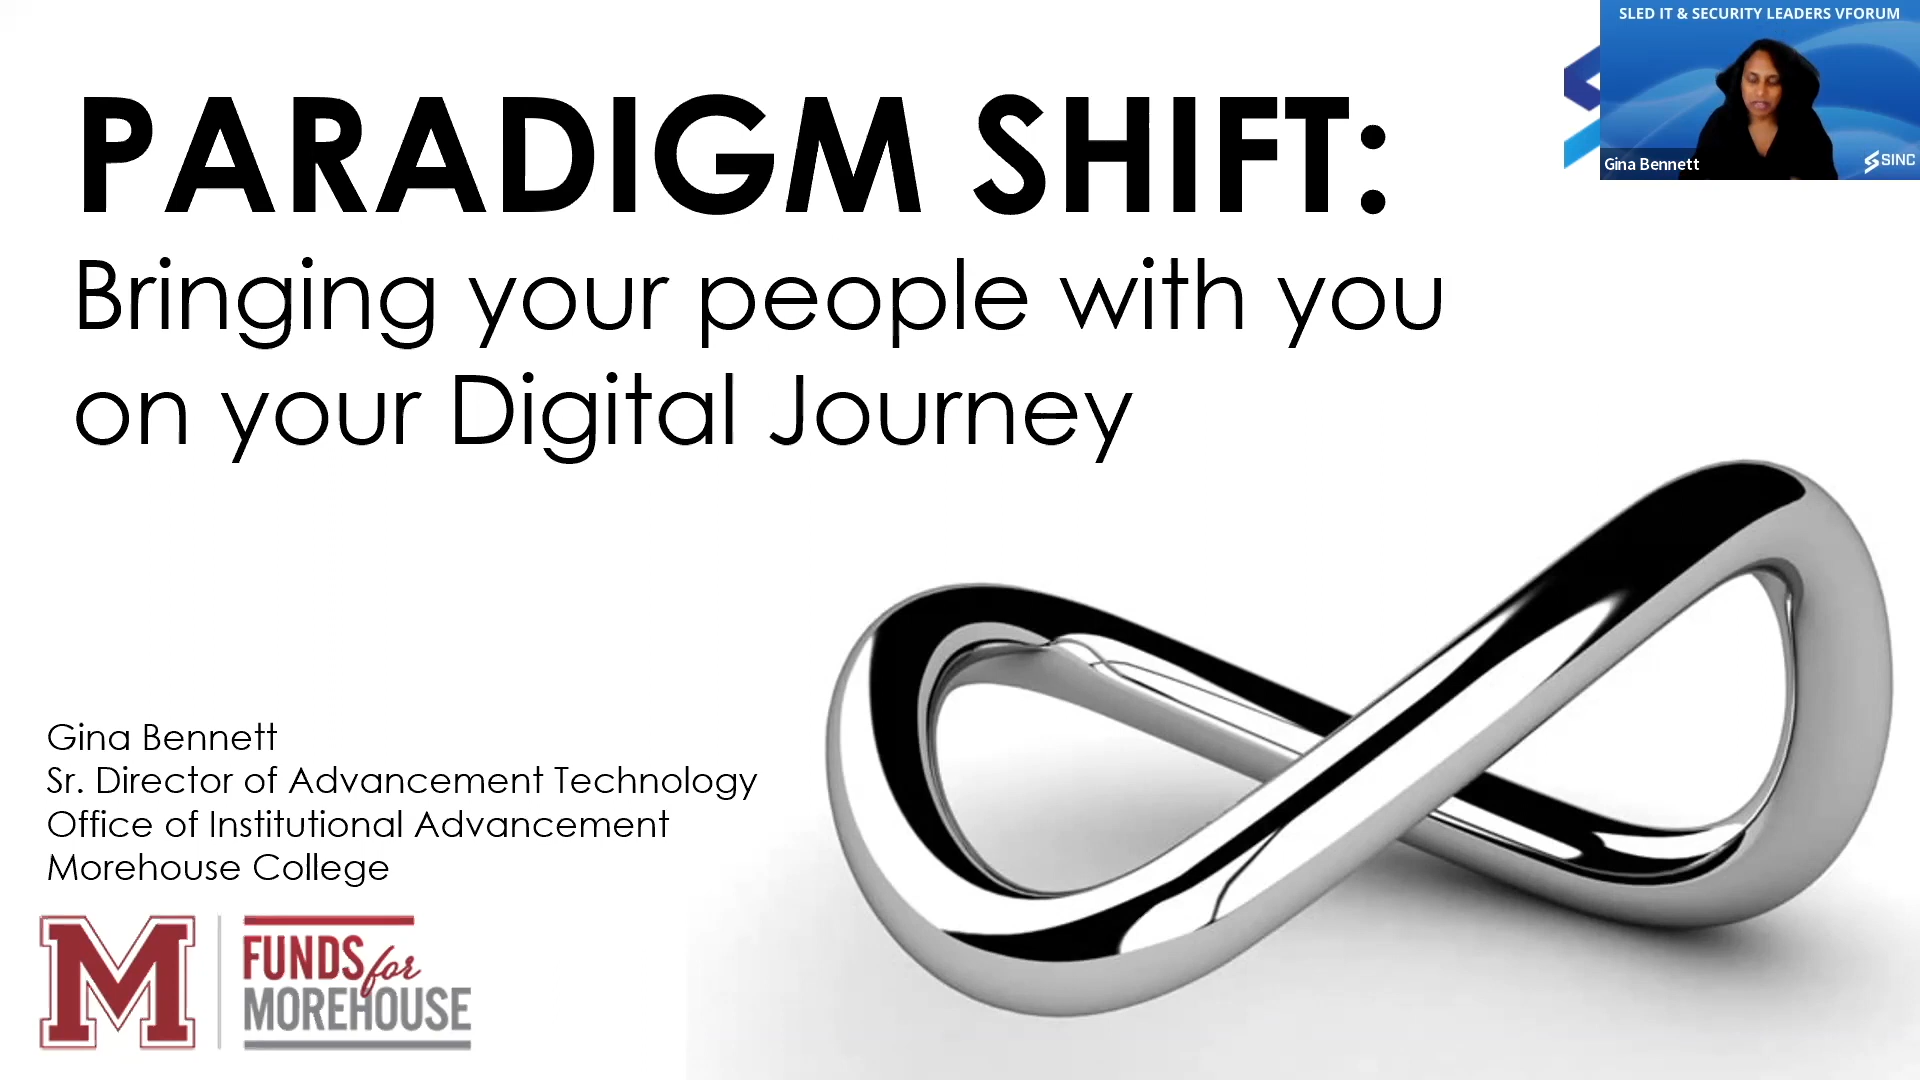 SLED IT & SECURITY LEADERS VFORUM
Gina Bennett
SINC
PARADIGM SHIFT:
Bringing your people with you
on your Digital Journey
Gina Bennett
Sr. Director of Advancement Technology
Office of Institutional Advancement
Morehouse College
M
FUNDS for
MOREHOUSE